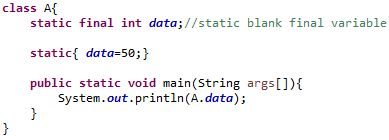 class A{
static final int data;//static blank final variable
static{ data=50;}
public static void main(String args[]){
System.out.println(A.data);
}
}